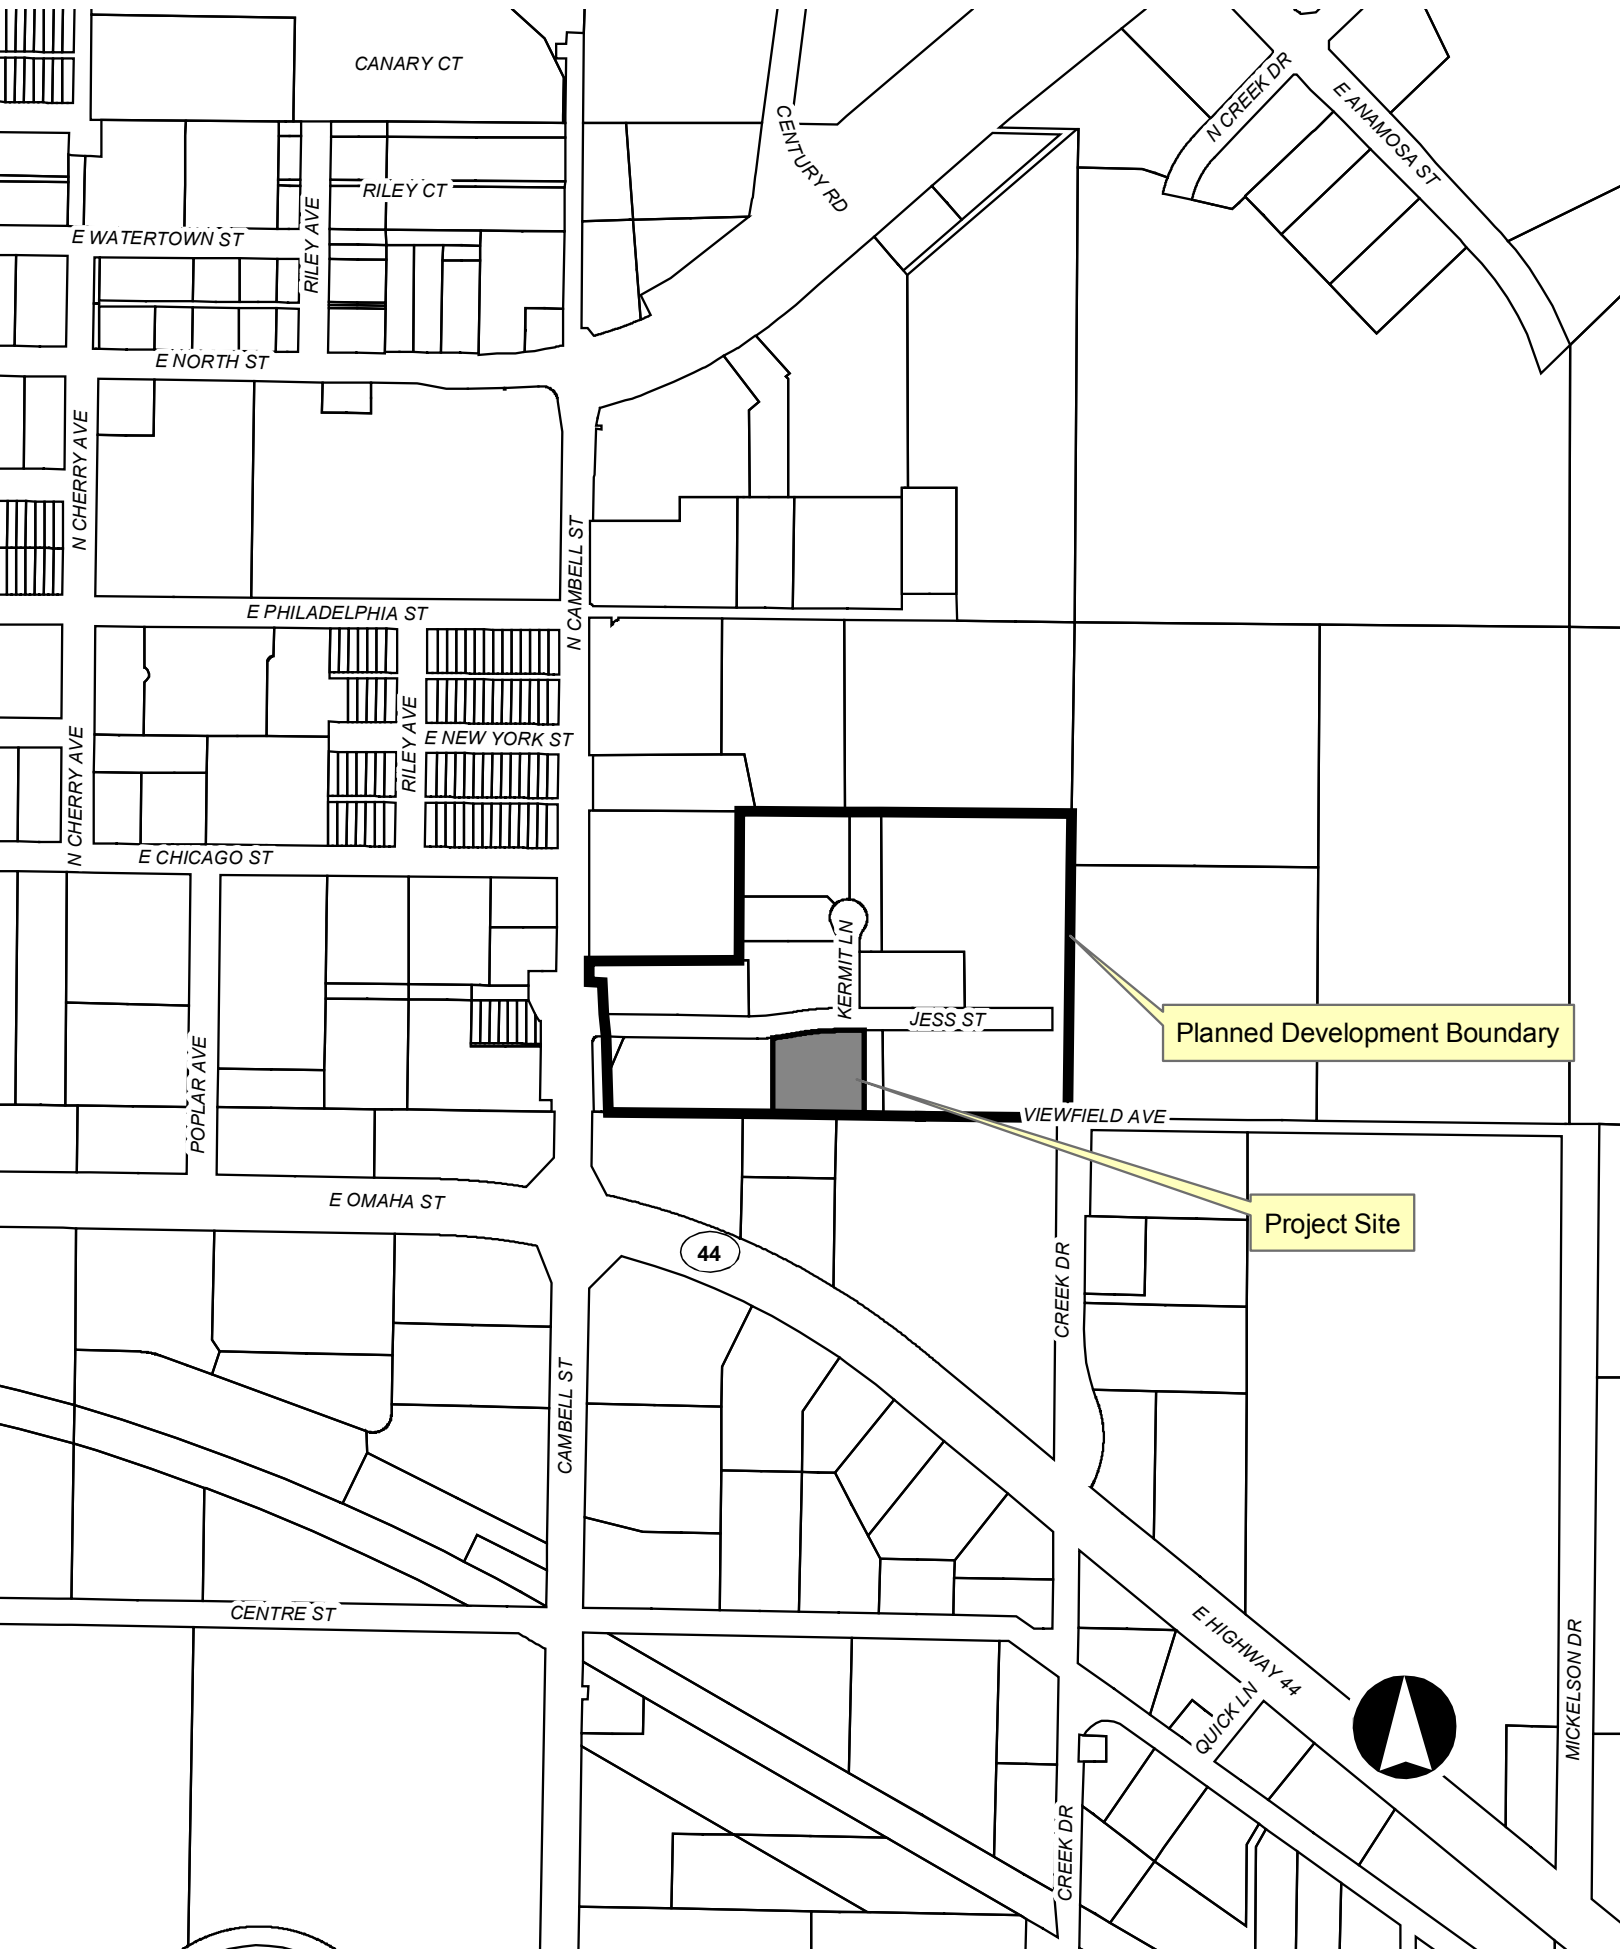 CANARY CT
N CREEK DR
E ANAMOSA ST
CENTURY RD
RILEY CT
RILEY AVE
E WATERTOWN ST
E NORTH ST
N CHERRY AVE
N CAMBELL ST
E PHILADELPHIA ST
RILEY AVE
E NEW YORK ST
N CHERRY AVE
E CHICAGO ST
KERMIT LN
JESS ST
Planned Development Boundary
POPLAR AVE
VIEWFIELD AVE
E OMAHA ST
Project Site
44
CREEK DR
CAMBELL ST
CENTRE ST
E HIGHWAY 44
QUICK LN
MICKELSON DR
CREEK DR